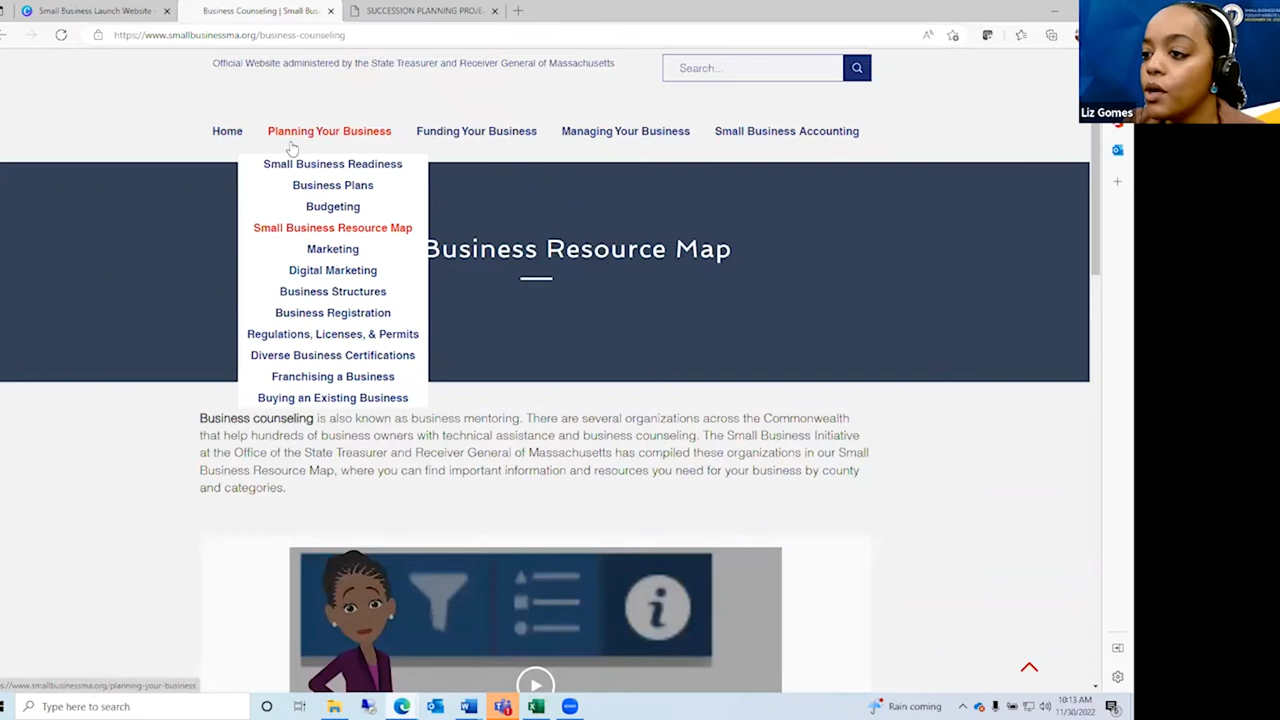 Small Business Launch Website
Business Counseling | Small Bus
SUCCESSION PLANNING PROJE
https://www.smallbusinessma.org/business-counseling
Official Website administered by the State Treasurer and Receiver General of Massachusetts
Search...
Liz Gomes
Home Planning Your Business Funding Your Business Managing Your Business Small Business Accounting
Small Business Readiness
Business Plans
Budgeting
Small Business Resource Map
Marketing
Digital Marketing
Business Structures
Business Registration
Regulations, Licenses, & Permits
Diverse Business Certifications
Franchising a Business
Buying an Existing Business
Business Resource Map
Business counseling is also known as business mentoring. There are several organizations across the Commonwealth
that help hundreds of business owners with technical assistance and business counseling. The Small Business Initiative
at the Office of the State Treasurer and Receiver General of Massachusetts has compiled these organizations in our Small
Business Resource Map, where you can find important information and resources you need for your business by county
and categories.
i
s://www.smallbusinessma.org/planning-your-business
Type here to search
Rain coming
10:13 AM
11/30/2022